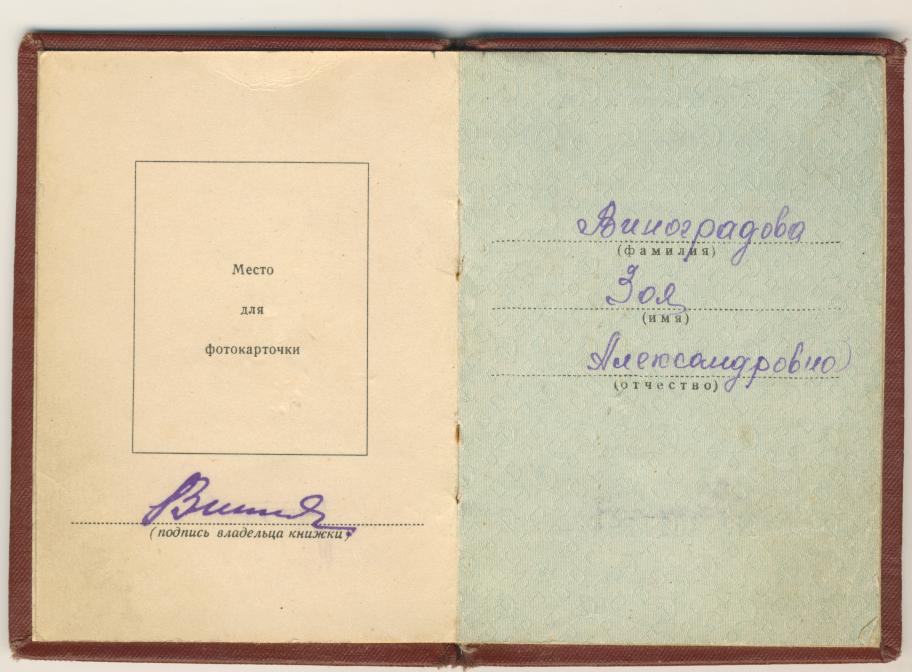 Место
для
фотокарточки
(подпись владельца книжки)
Виноградова
(фамилия)
Зоя
(имя)
Александровна
(отчество)